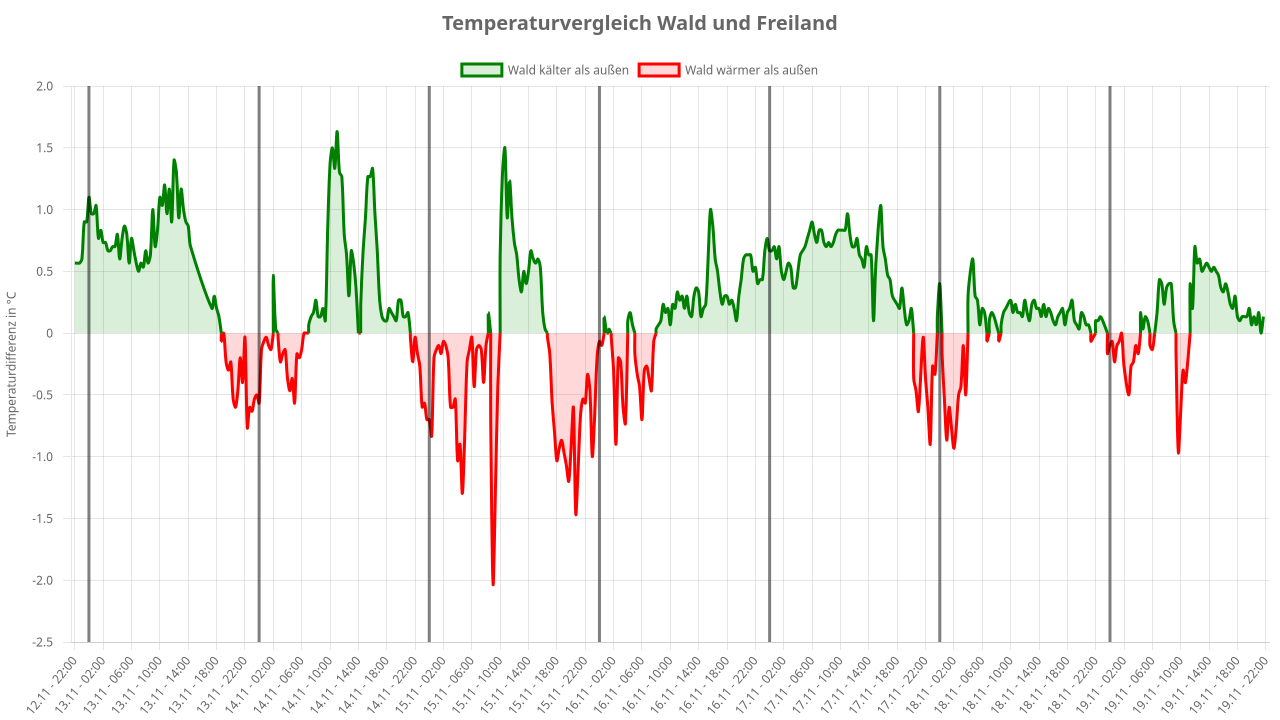 Temperaturvergleich Wald und Freiland
Wald kälter als außen
Wald wärmer als außen
Temperaturdifferenz in °C
2.0
1.5
1.0
0.5
0
-0.5
-1.0
-1.5
-2.0
-2.5
12.11 - 22:00
13.11 - 02:00
13.11 - 06:00
13.11 - 10:00
13.11 - 14:00
13.11 - 18:00
13.11 - 22:00
14.11 - 02:00
14.11 - 06:00
14.11 - 10:00
14.11 - 14:00
14.11 - 18:00
14.11 - 22:00
15.11 - 02:00
15.11 - 06:00
15.11 - 10:00
15.11 - 14:00
15.11 - 18:00
15.11 - 22:00
16.11 - 02:00
16.11 - 06:00
16.11 - 10:00
16.11 - 14:00
16.11 - 18:00
16.11 - 22:00
17.11 - 02:00
17.11 - 06:00
17.11 - 10:00
17.11 - 14:00
17.11 - 18:00
17.11 - 22:00
18.11 - 02:00
18.11 - 06:00
18.11 - 10:00
18.11 - 14:00
18.11 - 18:00
18.11 - 22:00
19.11 - 02:00
19.11 - 06:00
19.11 - 10:00
19.11 - 14:00
19.11 - 18:00
19.11 - 22:00